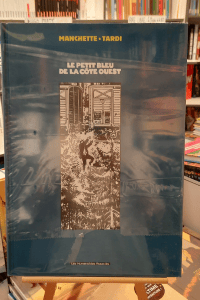 MANCHETTE • TARDI
LE PETIT BLEU
DE LA CÔTE OUEST
LES HUMANOÏDES ASSOCIÉS